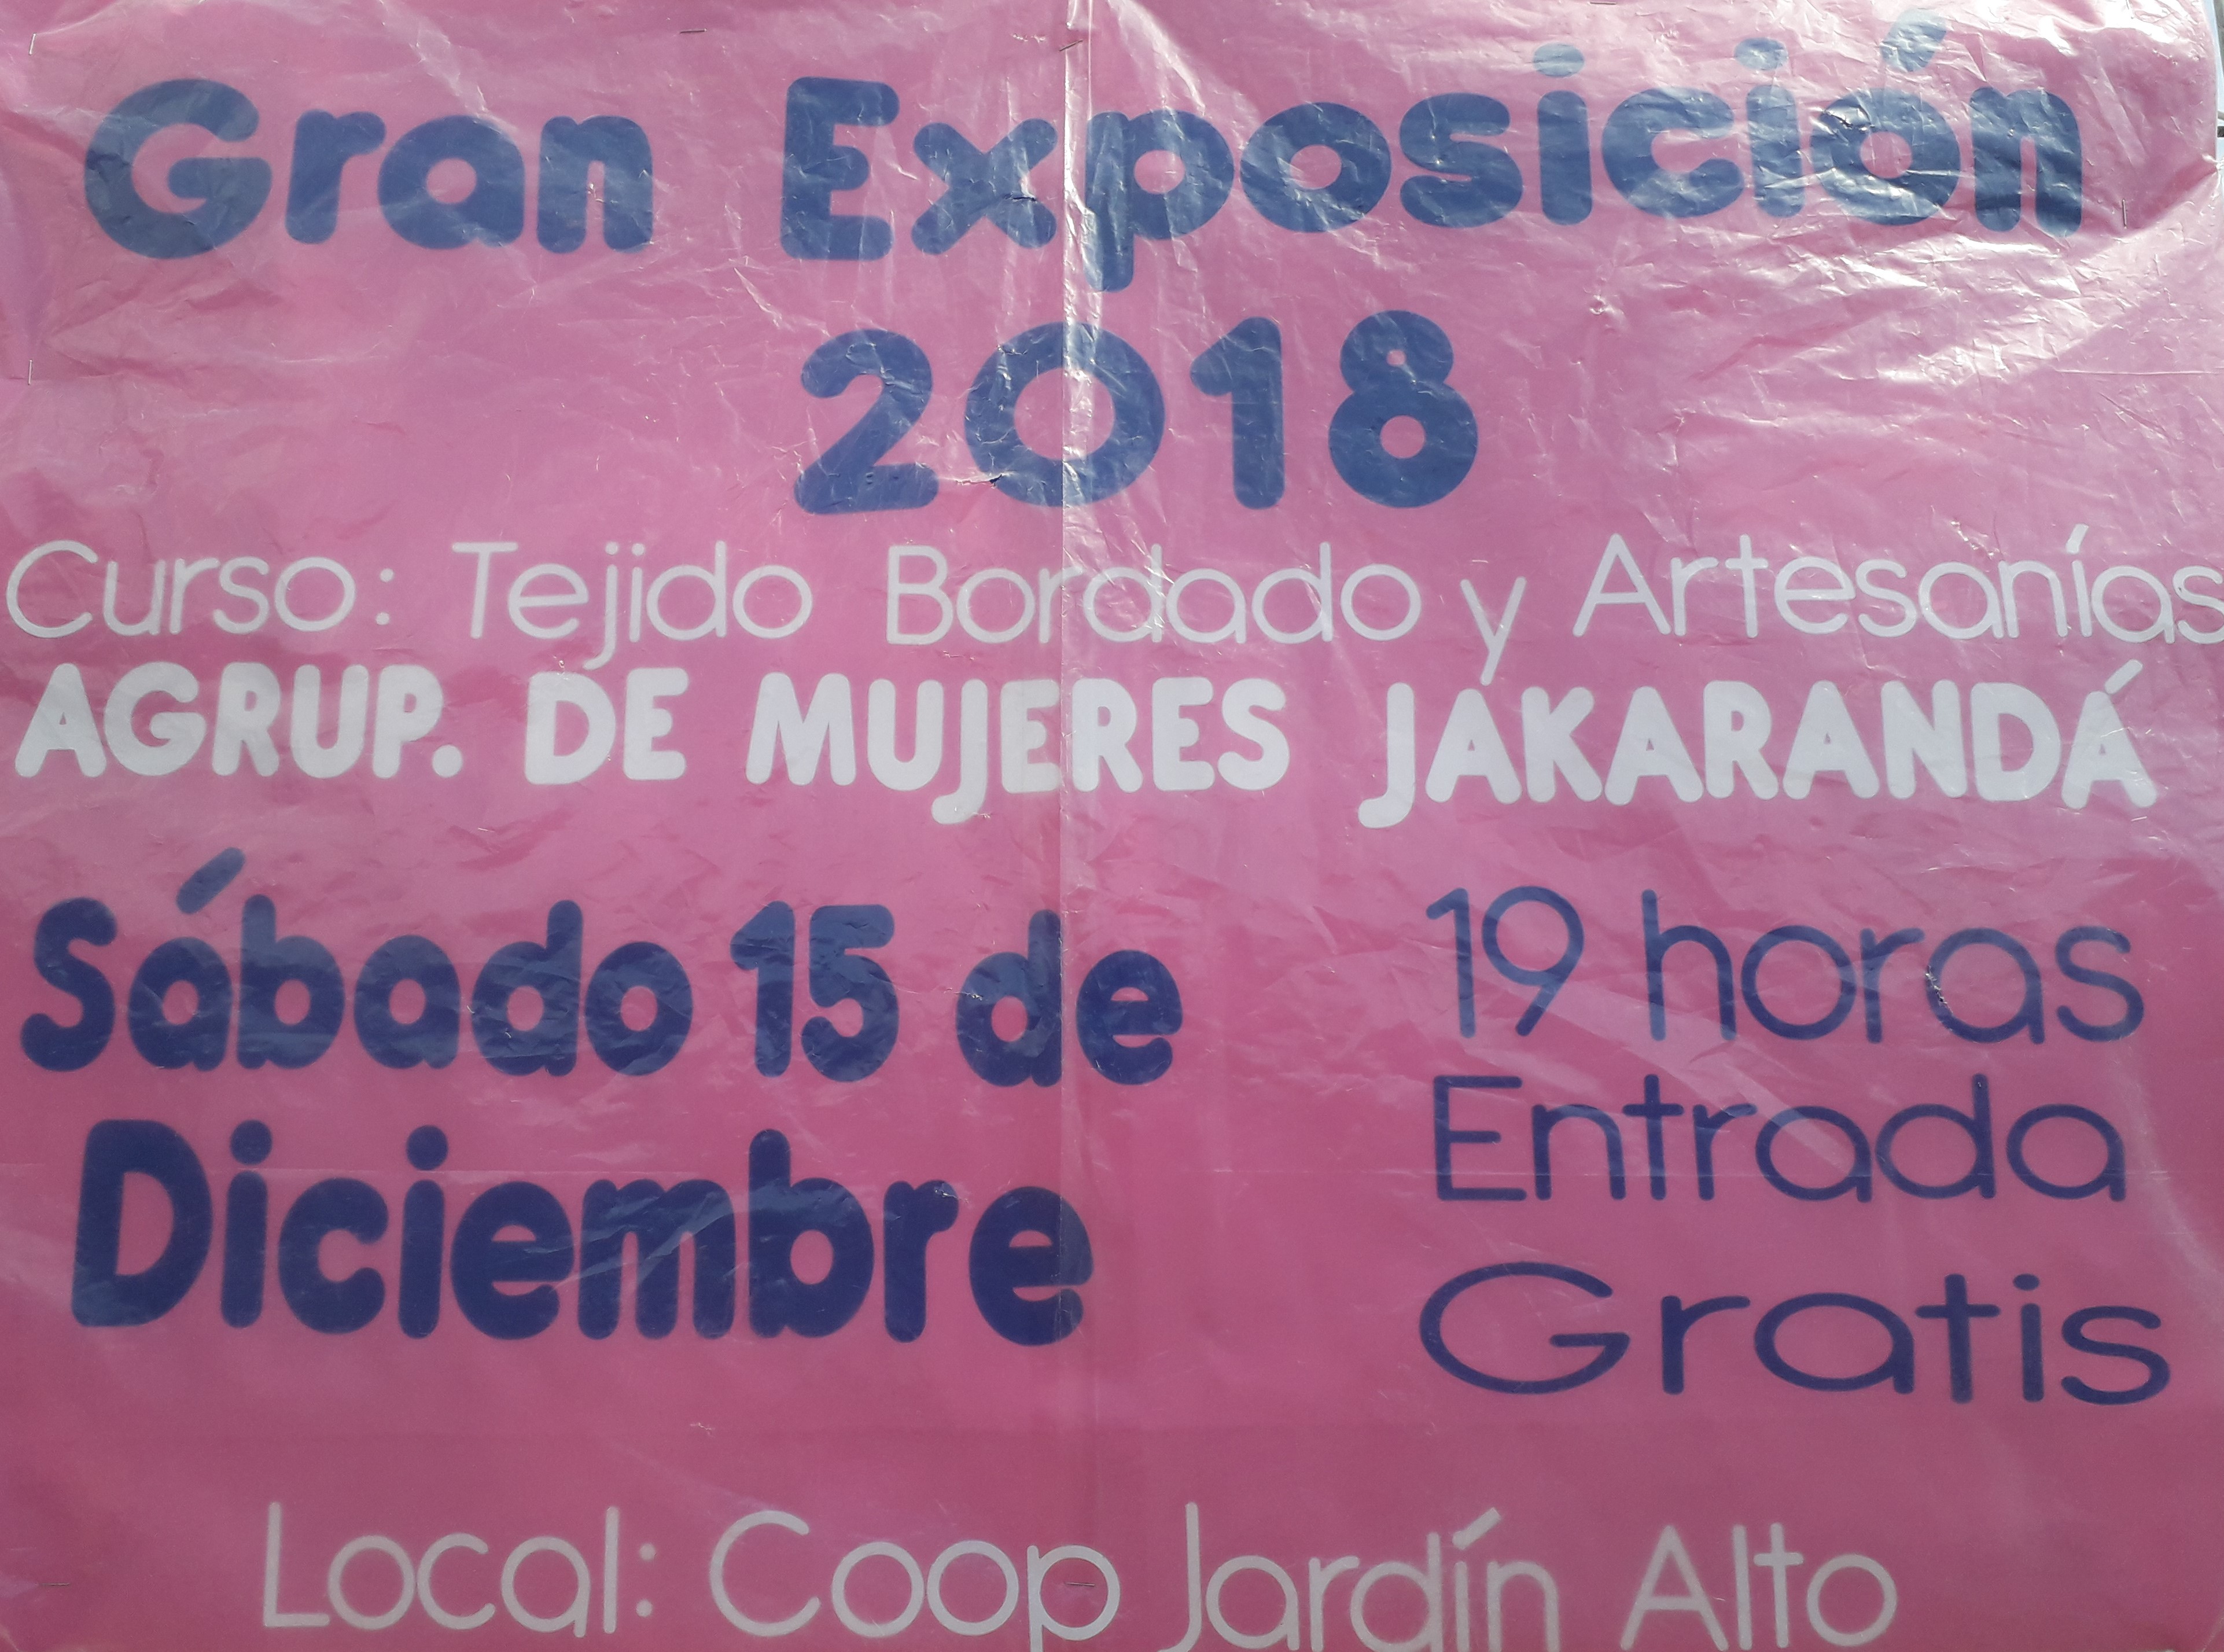 Gran Exposición
2018
Curso: Tejido Bordado y Artesanías
AGRUP. DE MUJERES JAKARANDÁ
Sábado 15 de
Diciembre
19 horas
Entrada
Gratis
Local: Coop Jardín Alto